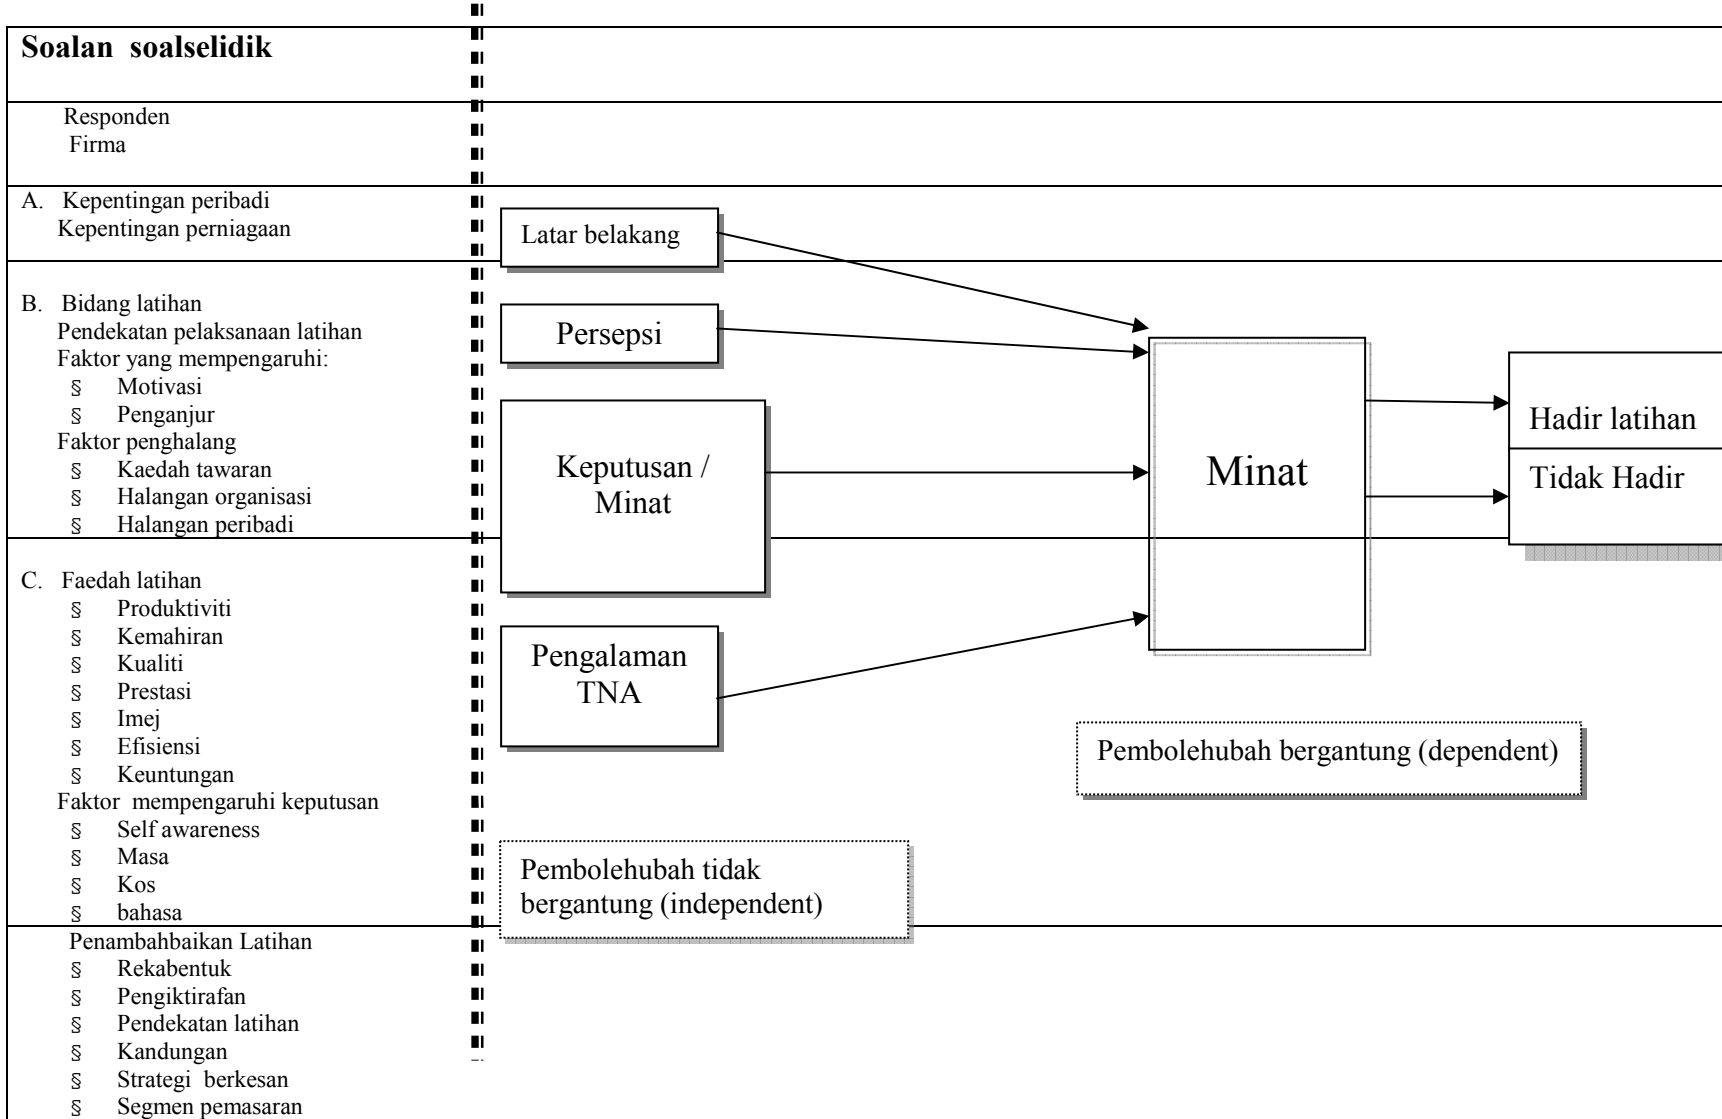 Soalan soalselidik
Responden
Firma
A. Kepentingan peribadi
Kepentingan perniagaan
B. Bidang latihan
Pendekatan pelaksanaan latihan
Faktor yang mempengaruhi:
§ Motivasi
§ Penganjur
Faktor penghalang
§ Kaedah tawaran
§ Halangan organisasi
§ Halangan peribadi
C. Faedah latihan
§ Produktiviti
§ Kemahiran
§ Kualiti
§ Prestasi
§ Imej
§ Efisiensi
§ Keuntungan
Faktor mempengaruhi keputusan
§ Self awareness
§ Masa
§ Kos
§ bahasa
Penambahbaikan Latihan
§ Rekabentuk
§ Pengiktirafan
§ Pendekatan latihan
§ Kandungan
§ Strategi berkesan
§ Segmen pemasaran
Latar belakang
Persepsi
Keputusan /
Minat
Pengalaman
TNA
Pembolehubah tidak
bergantung (independent)
Minat
Pembolehubah bergantung (dependent)
Hadir latihan
Tidak Hadir